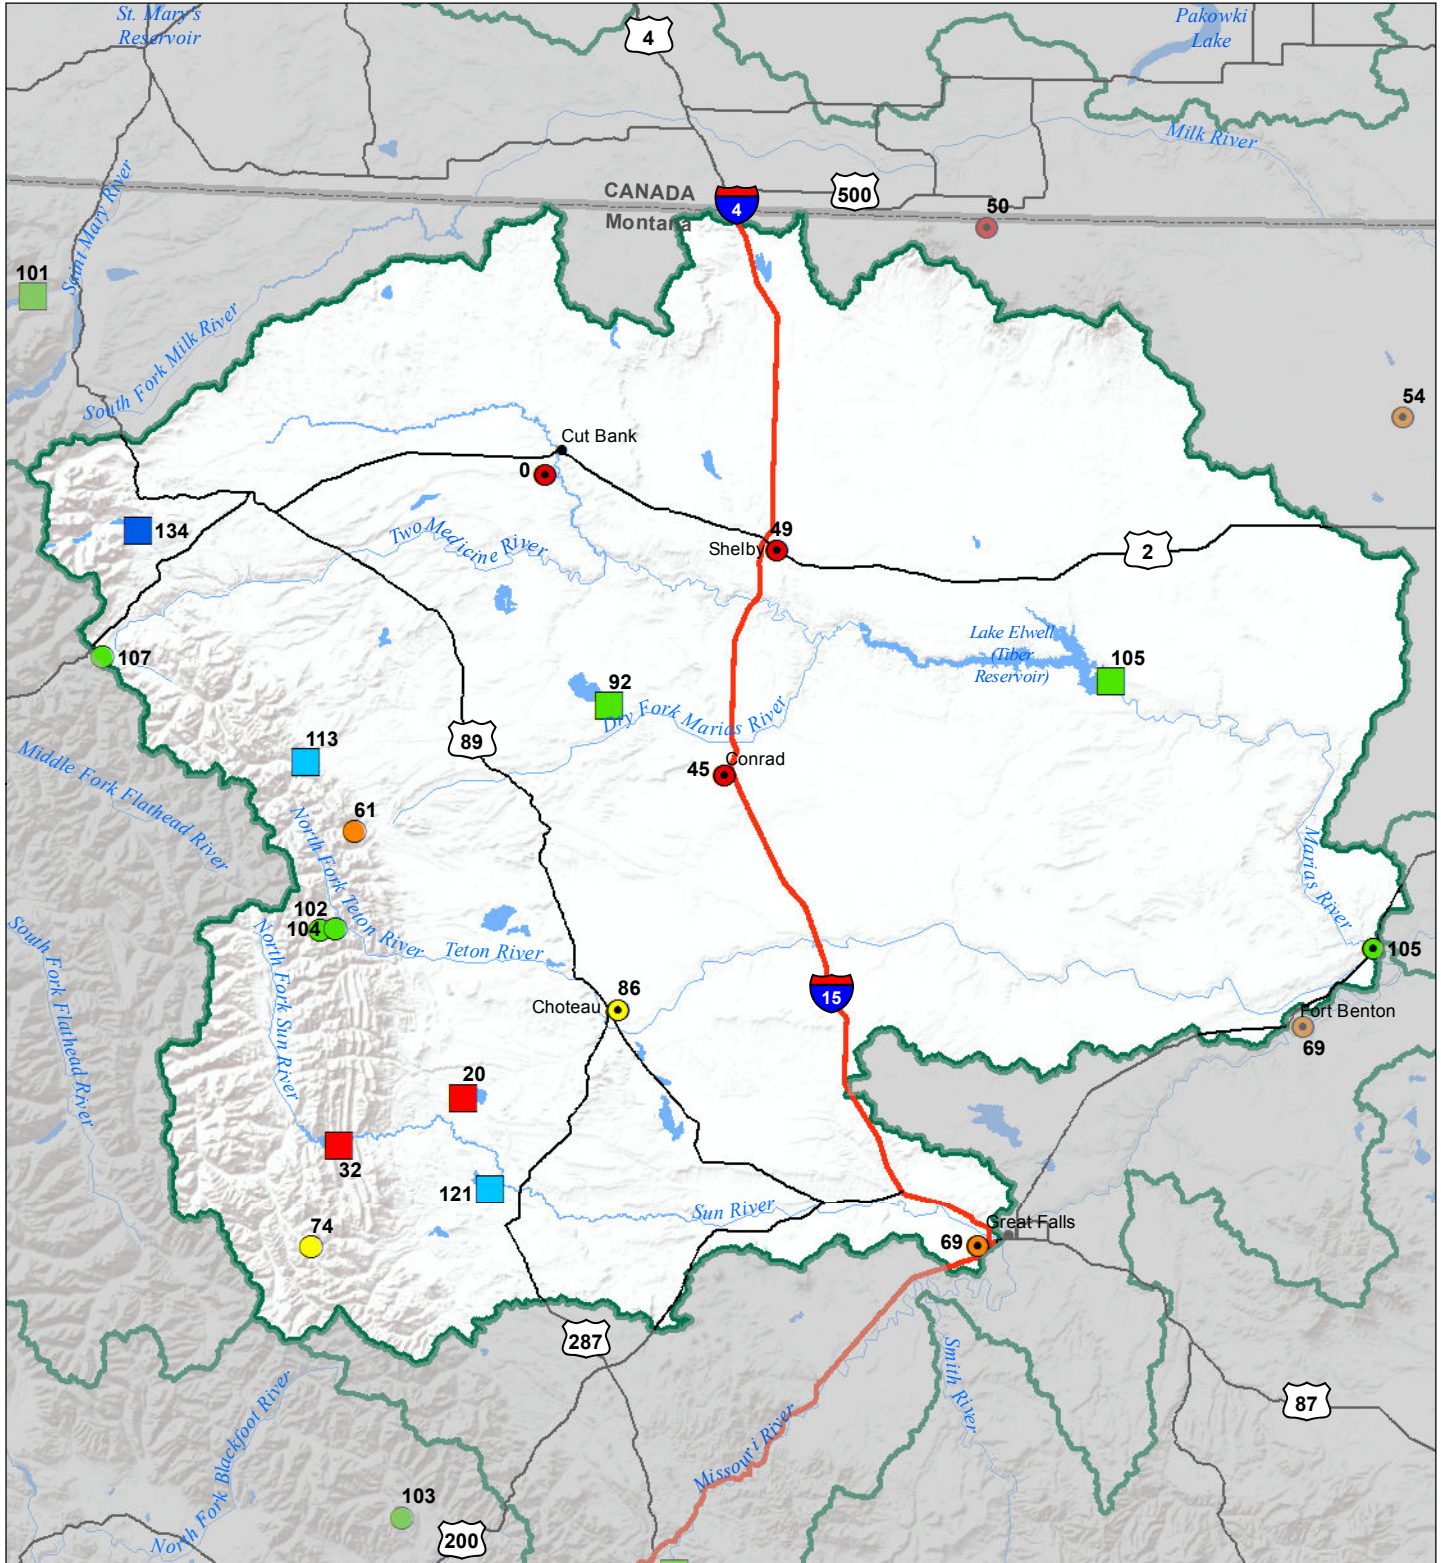 St. Mary's
Reservoir
4
Pakowki
Lake
Milk River
Saint Mary River
CANADA
Montana
4
500
50
101
South Fork Milk River
54
Cut Bank
0
134
Two Medicine River
49
Shelby
2
Lake Elwell
(Tiber
Reservoir)
105
107
92
Dry Fork Marias River
89
113
Conrad
45
Middle Fork Flathead River
61
North Fork Teton River
Marias River
102
104
Teton River
105
South Fork Flathead River
North Fork Sun River
86
Choteau
15
Fort Benton
69
20
32
121
Sun River
74
Great Falls
69
287
Smith River
87
North Fork Blackfoot River
Missouri River
103
200